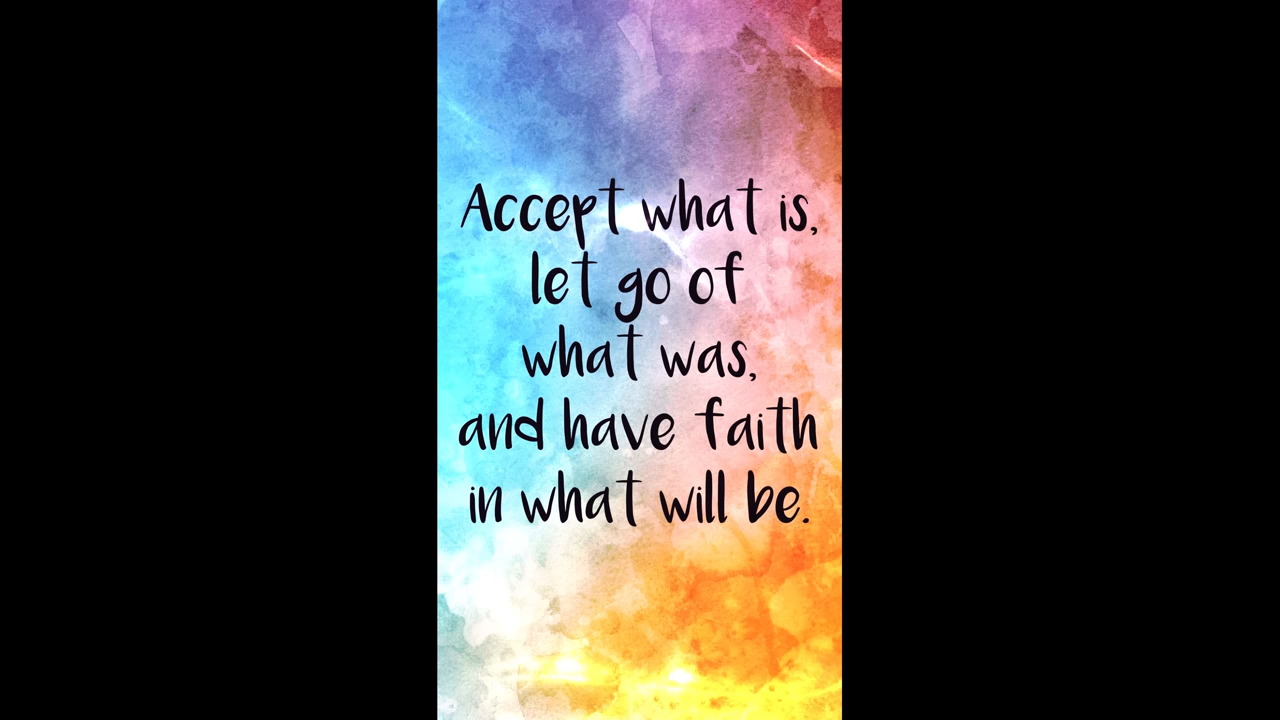 Accept what is,
let go of
what was,
and have faith
in what will be.